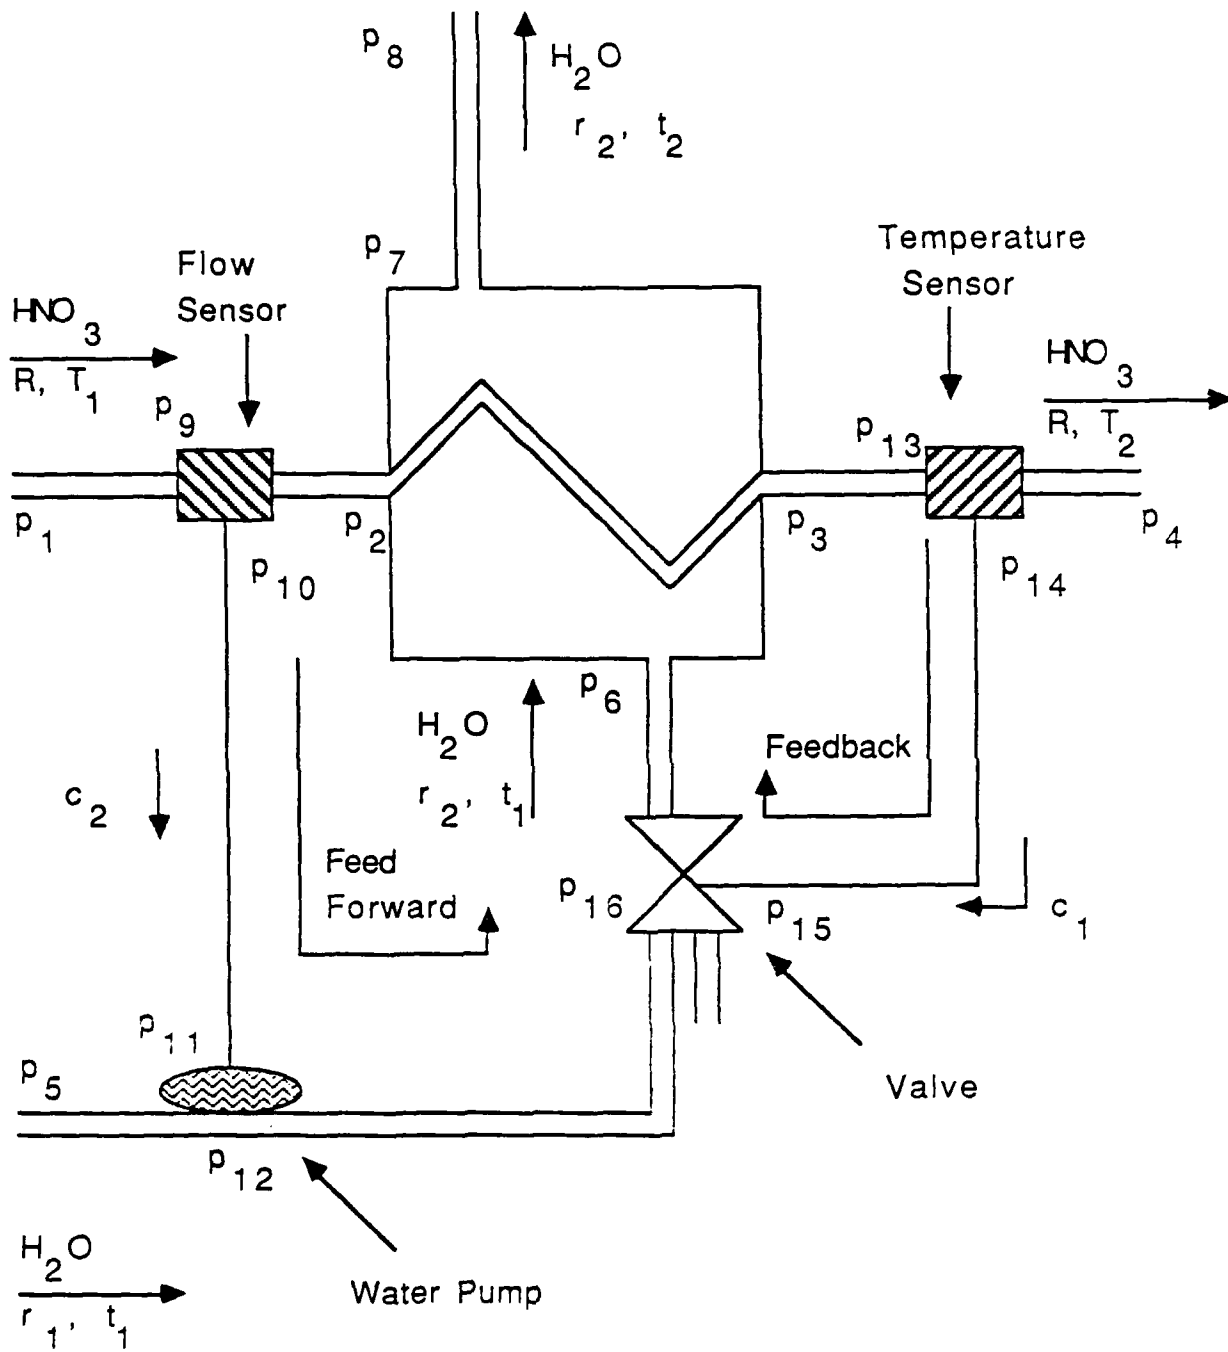 p8
H2O
r2, t2
p7
Flow
Sensor
Temperature
Sensor
HNO3
R, T1
HNO3
R, T2
p9
p13
p1
p2
p3
p4
p10
p14
p6
H2O
r2, t1
Feedback
c2
Feed
Forward
p16
p15
c1
p11
p5
Valve
p12
H2O
r1, t1
Water Pump